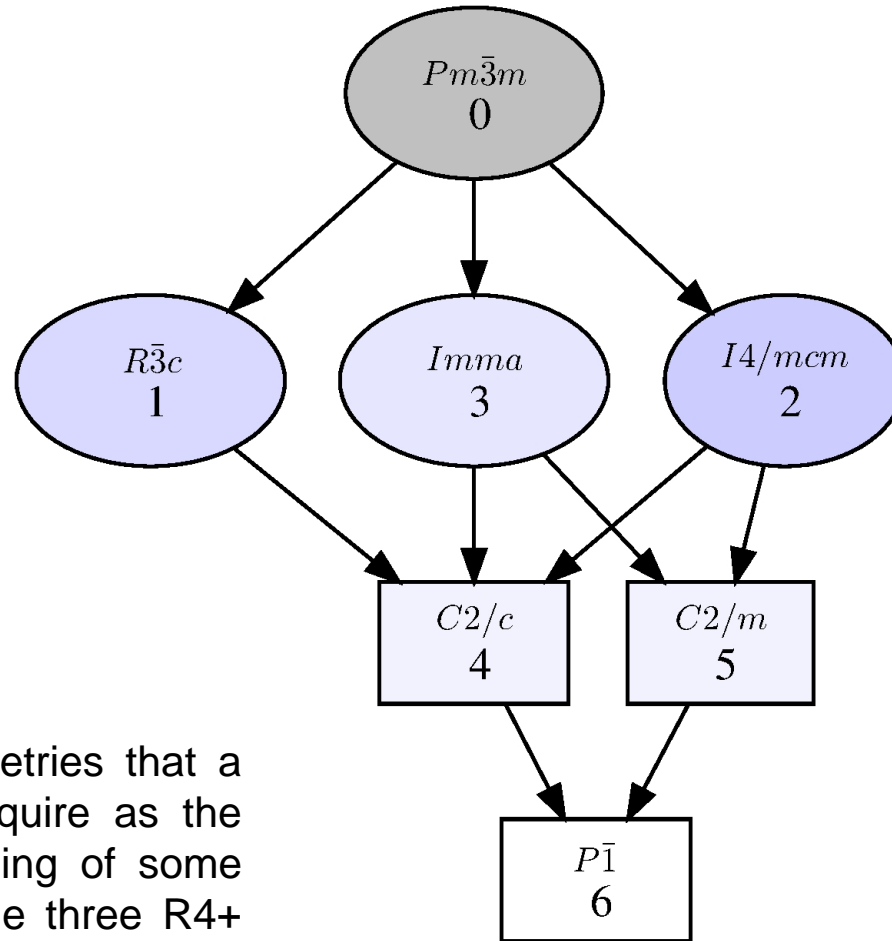 Pm3̄m
0
R3̄c
1
Imma
3
I4/mcm
2
C2/c
4
C2/m
5
P1̄
6
etries that a
quire as the
ing of some
e three R4+